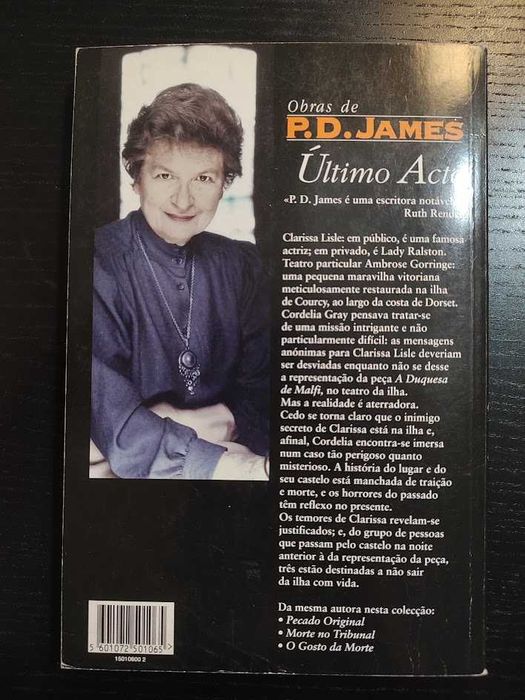 Obras de
P.D. JAMES
Último Acto
«P. D. James é uma escritora notável»
Ruth Rendell
Clarissa Lisle: em público, é uma famosa
actriz; em privado, é Lady Ralston.
Teatro particular Ambrose Gorringe:
uma pequena maravilha vitoriana
meticulosamente restaurada na ilha
de Courcy, ao largo da costa de Dorset.
Cordelia Gray pensava tratar-se
de uma missão intrigante e não
particularmente difícil: as mensagens
anónimas para Clarissa Lisle deveriam
ser desviadas enquanto não se desse
a representação da peça A Duquesa
de Malfi, no teatro da ilha.
Mas a realidade é aterradora.
Cedo se torna claro que o inimigo
secreto de Clarissa está na ilha e,
afinal, Cordelia encontra-se imersa
num caso tão perigoso quanto
misterioso. A história do lugar e do
seu castelo está manchada de traição
e morte, e os horrores do passado
têm reflexo no presente.
Os temores de Clarissa revelam-se
justificados; e, do grupo de pessoas
que passam pelo castelo na noite
anterior à da representação da peça,
três estão destinadas a não sair
da ilha com vida.
Da mesma autora nesta colecção:
• Pecado Original
• Morte no Tribunal
• O Gosto da Morte
5 601072 501065 >
15010600 2